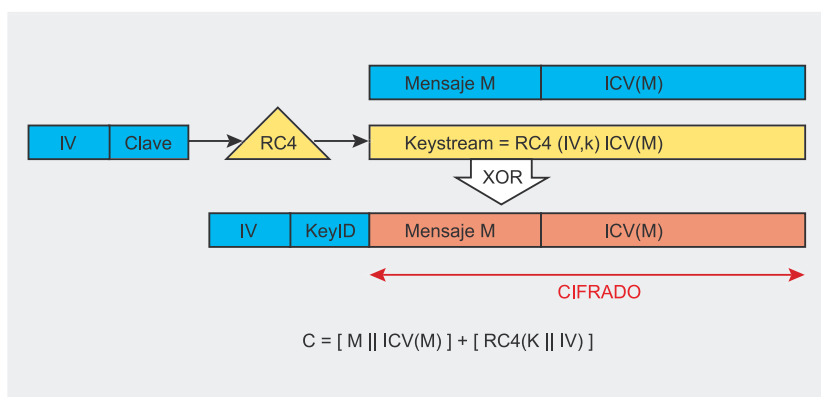 Mensaje M ICV(M)
IV Clave RC4 Keystream = RC4 (IV,k) ICV(M)
XOR
IV KeyID Mensaje M ICV(M)
CIFRADO
C = [ M || ICV(M) ] + [ RC4(K || IV) ]